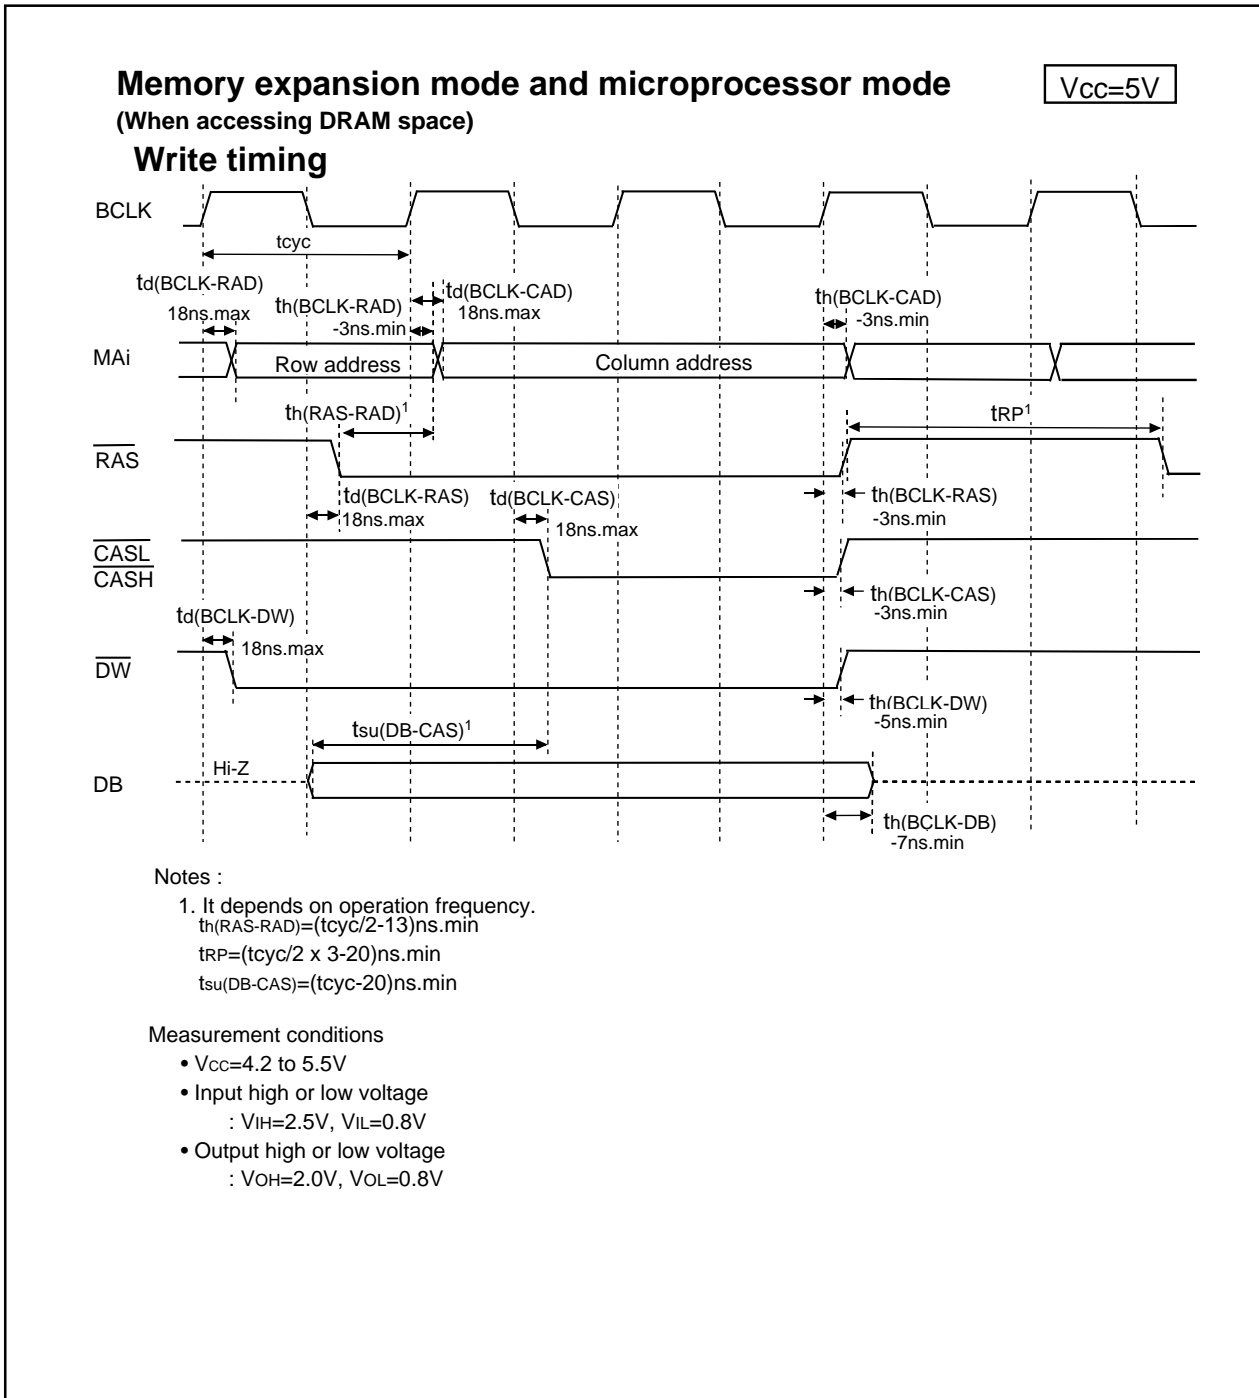 Memory expansion mode and microprocessor mode
Vcc=5V
(When accessing DRAM space)
Write timing
BCLK
tcyc
td(BCLK-RAD)
18ns.max
th(BCLK-RAD)
-3ns.min
td(BCLK-CAD)
18ns.max
th(BCLK-CAD)
-3ns.min
MAi
Row address
Column address
th(RAS-RAD)1
tRP1
RAS
td(BCLK-RAS)
18ns.max
td(BCLK-CAS)
18ns.max
th(BCLK-RAS)
-3ns.min
CASL
CASH
th(BCLK-CAS)
-3ns.min
td(BCLK-DW)
18ns.max
DW
th(BCLK-DW)
-5ns.min
tsu(DB-CAS)1
DB
Hi-Z
th(BCLK-DB)
-7ns.min
Notes :
1. It depends on operation frequency.
th(RAS-RAD)=(tcyc/2-13)ns.min
tRP=(tcyc/2 x 3-20)ns.min
tsu(DB-CAS)=(tcyc-20)ns.min
Measurement conditions
• VCC=4.2 to 5.5V
• Input high or low voltage
: VIH=2.5V, VIL=0.8V
• Output high or low voltage
: VOH=2.0V, VOL=0.8V